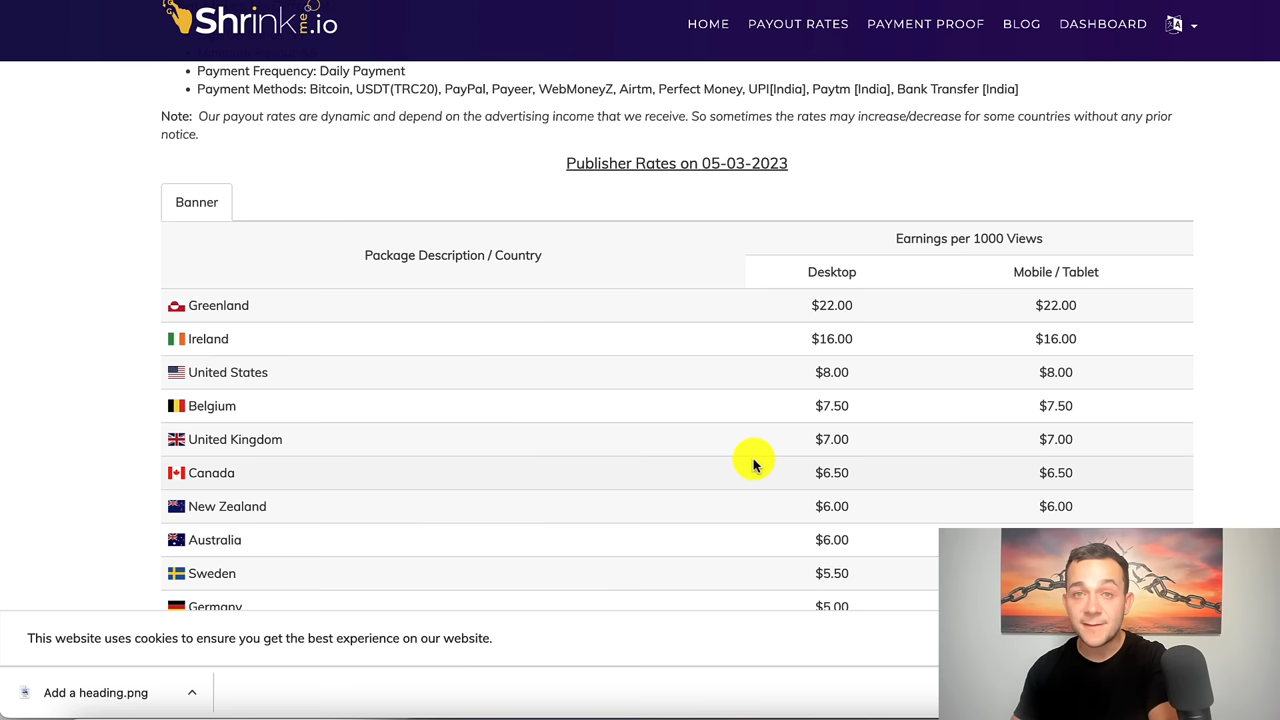 Shrinkme.io
HOME PAYOUT RATES PAYMENT PROOF BLOG DASHBOARD
Payment Frequency: Daily Payment
Payment Methods: Bitcoin, USDT(TRC20), PayPal, Payeer, WebMoneyZ, Airtm, Perfect Money, UPI[India], Paytm [India], Bank Transfer [India]
Note: Our payout rates are dynamic and depend on the advertising income that we receive. So sometimes the rates may increase/decrease for some countries without any prior
notice.
Publisher Rates on 05-03-2023
Banner
Package Description / Country
Earnings per 1000 Views
Desktop Mobile / Tablet
Greenland $22.00 $22.00
Ireland $16.00 $16.00
United States $8.00 $8.00
Belgium $7.50 $7.50
United Kingdom $7.00 $7.00
Canada $6.50 $6.50
New Zealand $6.00 $6.00
Australia $6.00
Sweden $5.50
Germany $5.00
This website uses cookies to ensure you get the best experience on our website.
Add a heading.png